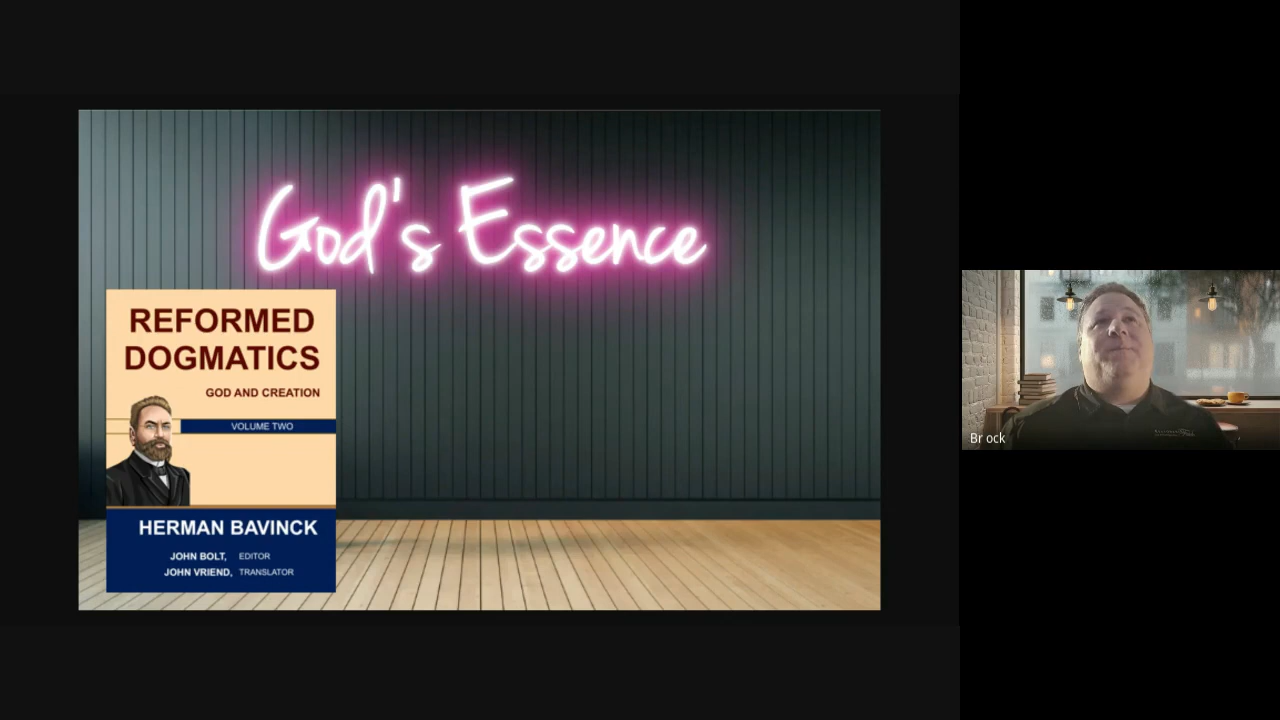 God's Essence
REFORMED
DOGMATICS
GOD AND CREATION
VOLUME TWO
HERMAN BAVINCK
JOHN BOLT, EDITOR
JOHN VRIEND, TRANSLATOR
Br ock